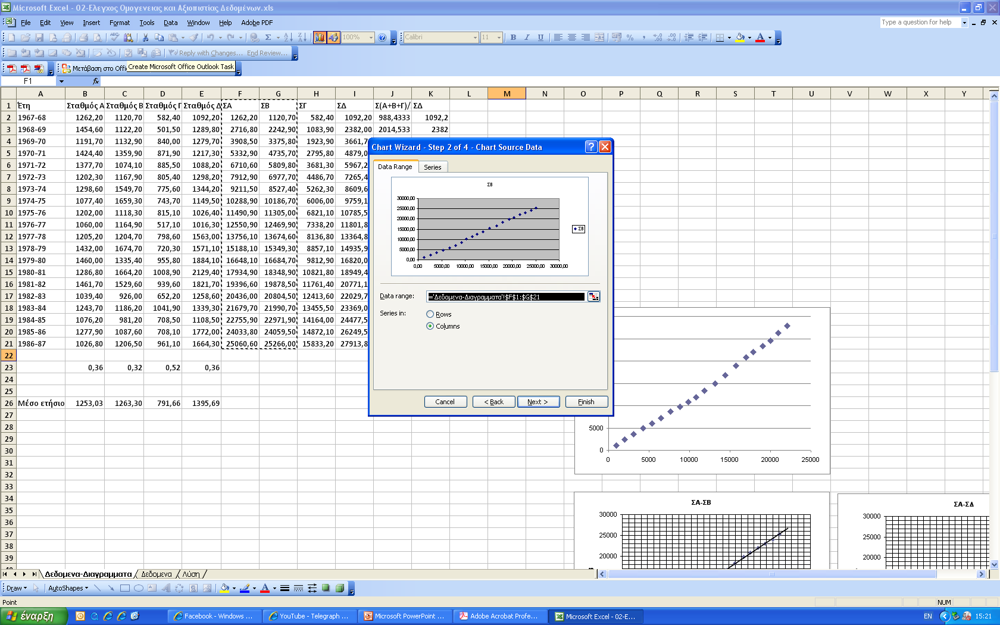 Microsoft Excel - 02-Ελεγχος Ομογενειας και Αξιοπιστίας Δεδομένων.xls
File Edit View Insert Format Tools Data Window Help Adobe PDF
Type a question for help
100% Calibri 11
Reply with Changes... End Review...
Μετάβαση στο Offi
Create Microsoft Office Outlook Task
F1 fx
A B C D E F G H I J K L M N O P Q R S T U V W X Y
1 Έτη Σταθμός Α Σταθμός Β Σταθμός Γ Σταθμός Δ ΣΑ ΣΒ ΣΓ ΣΔ Σ(Α+Β+Γ)/ ΣΔ
2 1967-68 1262,20 1120,70 582,40 1092,20 1262,20 1120,70 582,40 1092,20 988,4333 1092,2
3 1968-69 1454,60 1122,20 501,50 1289,80 2716,80 2242,90 1083,90 2382,00 2014,533 2382
4 1969-70 1191,70 1132,90 840,00 1279,70 3908,50 3375,80 1923,90 3661,7
5 1970-71 1424,40 1359,90 871,90 1217,30 5332,90 4735,70 2795,80 4879,0
6 1971-72 1377,70 1074,10 885,50 1088,20 6710,60 5809,80 3681,30 5967,2
7 1972-73 1202,30 1167,90 805,40 1298,20 7912,90 6977,70 4486,70 7265,4
8 1973-74 1298,60 1549,70 775,60 1344,20 9211,50 8527,40 5262,30 8609,6
9 1974-75 1077,40 1659,30 743,70 1149,50 10288,90 10186,70 6006,00 9759,1
10 1975-76 1202,00 1118,30 815,10 1026,40 11490,90 11305,00 6821,10 10785,5
11 1976-77 1060,00 1164,90 517,10 1016,30 12550,90 12469,90 7338,20 11801,8
12 1977-78 1205,20 1204,70 798,60 1563,00 13756,10 13674,60 8136,80 13364,8
13 1978-79 1432,00 1674,70 720,30 1571,10 15188,10 15349,30 8857,10 14935,9
14 1979-80 1460,00 1335,40 955,80 1884,10 16648,10 16684,70 9812,90 16820,0
15 1980-81 1286,80 1664,20 1008,90 2129,40 17934,90 18348,90 10821,80 18949,4
16 1981-82 1461,70 1529,60 939,60 1821,70 19396,60 19878,50 11761,40 20771,1
17 1982-83 1039,40 926,00 652,20 1258,60 20436,00 20804,50 12413,60 22029,7
18 1983-84 1243,70 1186,20 1041,90 1339,30 21679,70 21990,70 13455,50 23369,0
19 1984-85 1076,20 981,20 708,50 1108,50 22755,90 22971,90 14164,00 24477,5
20 1985-86 1277,90 1087,60 708,10 1772,00 24033,80 24059,50 14872,10 26249,5
21 1986-87 1026,80 1206,50 961,10 1664,30 25060,60 25266,00 15833,20 27913,8
22
23 0,36 0,32 0,52 0,36
24
25
26 Μέσο ετήσιο 1253,03 1263,30 791,66 1395,69
27
28
29
30
31
32
33
34
35
36
37
38
39
Chart Wizard - Step 2 of 4 - Chart Source Data
Data Range Series
ΣΒ
30000,00
25000,00
20000,00
15000,00
10000,00
5000,00
0,00
0,00 5000,00 10000,00 15000,00 20000,00 25000,00 30000,00
ΣΒ
Data range: ='Δεδομενα-Διαγραμματα'!$F$1:$G$21
Series in: Rows
Columns
Cancel < Back Next > Finish
5000
0
0 5000 10000 15000 20000 25000
ΣΑ-ΣΒ
30000
25000
20000
ΣΑ-ΣΔ
30000
25000
20000
Δεδομενα-Διαγραμματα Δεδομενα Λύση
Draw AutoShapes
Point NUM
έναρξη Facebook - Windows ... YouTube - Telegraph ... Microsoft PowerPoint ... Adobe Acrobat Profe... Microsoft Excel - 02-Ε... EN 15:21